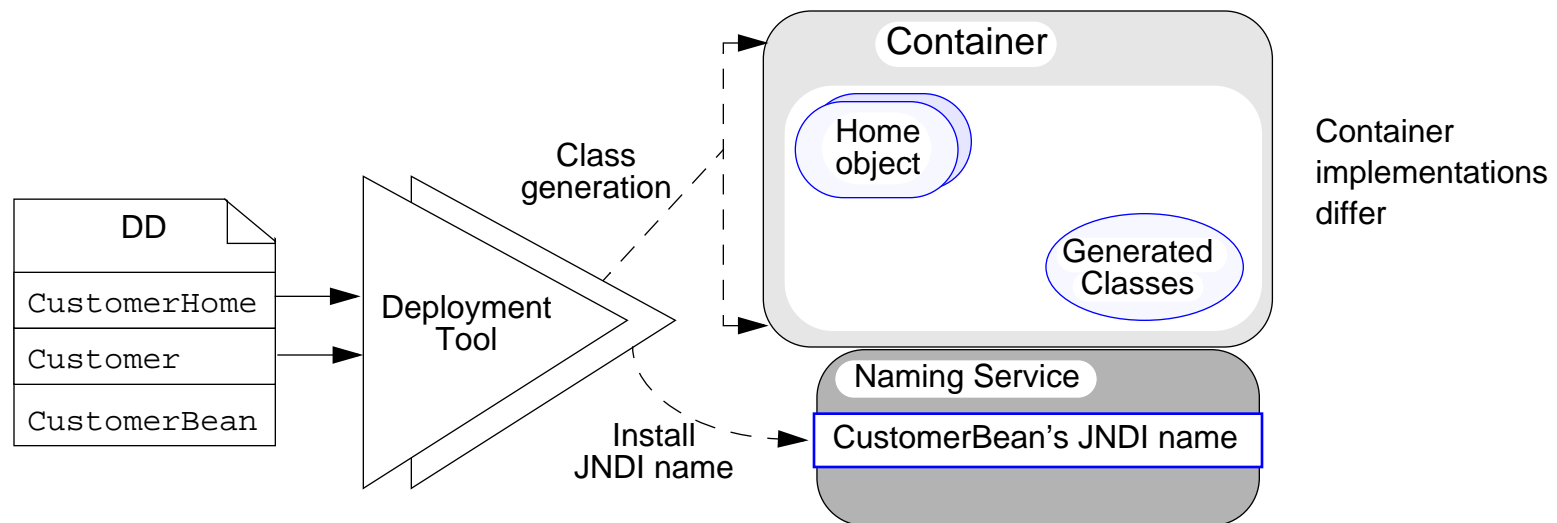 DD
CustomerHome
Customer
CustomerBean
Deployment
Tool
Class
generation
Install
JNDI name
Container
Home
object
Generated
Classes
Naming Service
CustomerBean’s JNDI name
Container
implementations
differ